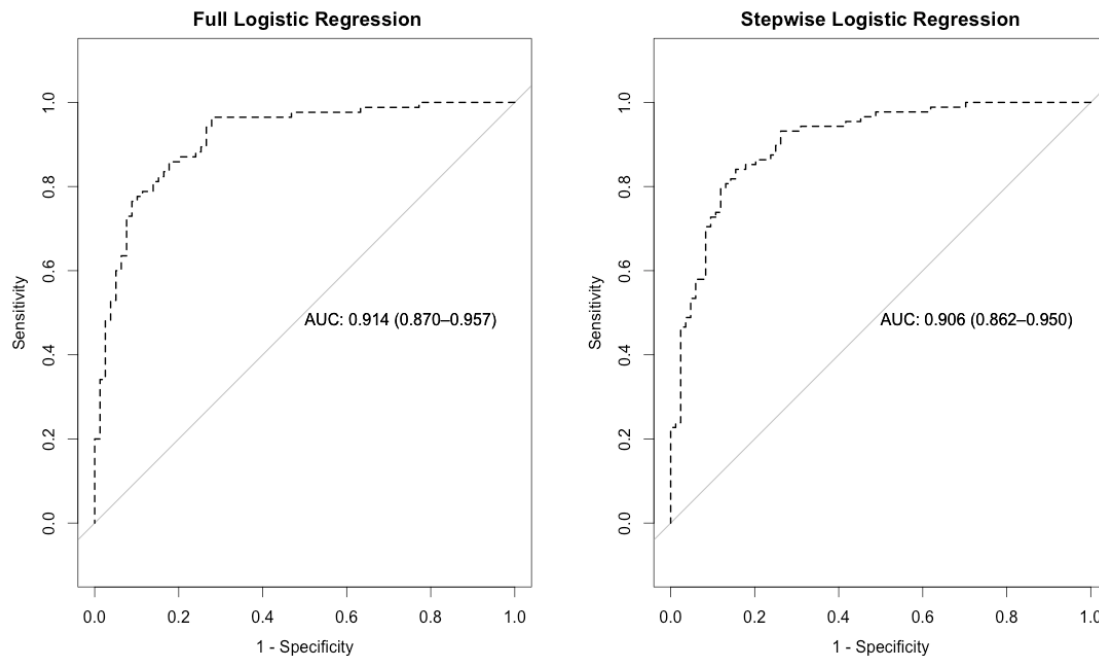 Full Logistic Regression
Sensitivity
1.0
0.8
0.6
0.4
0.2
0.0
AUC: 0.914 (0.870–0.957)
0.0 0.2 0.4 0.6 0.8 1.0
1 - Specificity
Stepwise Logistic Regression
Sensitivity
1.0
0.8
0.6
0.4
0.2
0.0
AUC: 0.906 (0.862–0.950)
0.0 0.2 0.4 0.6 0.8 1.0
1 - Specificity